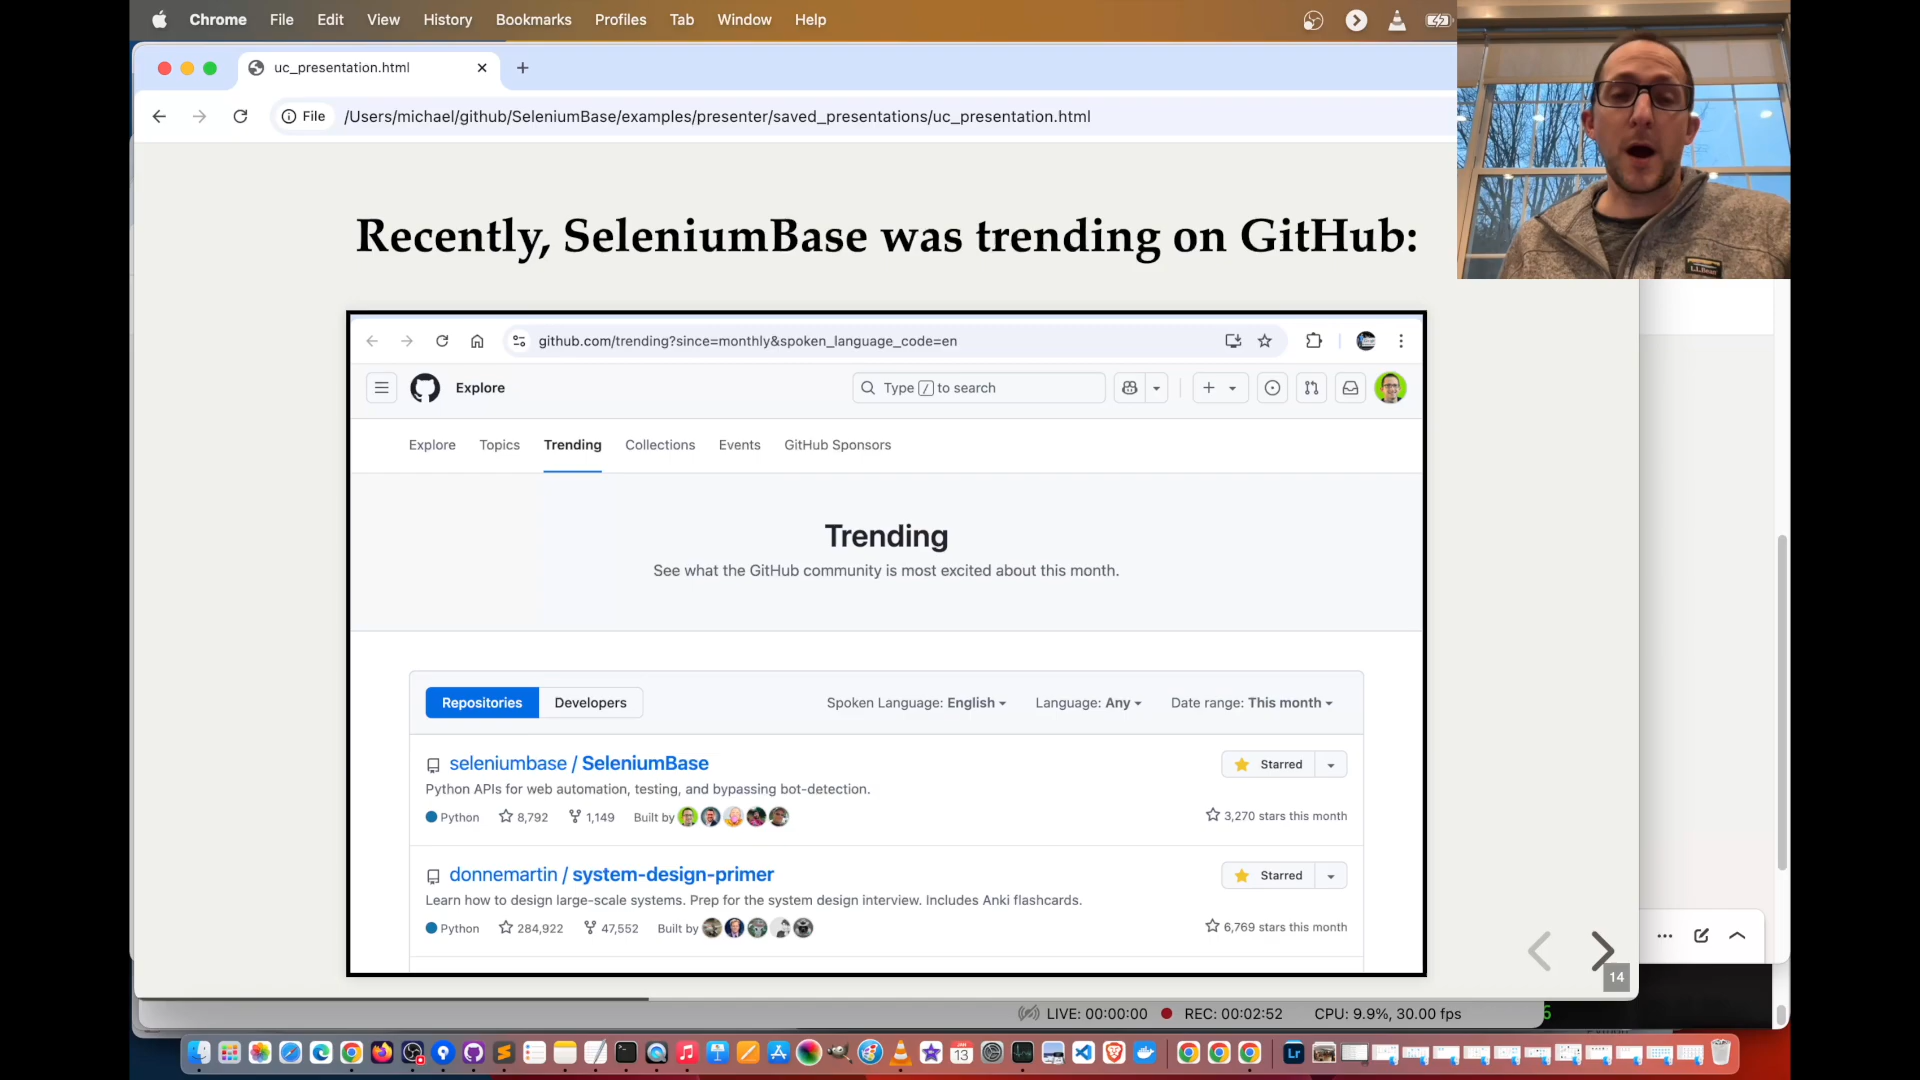 Chrome File Edit View History Bookmarks Profiles Tab Window Help
uc_presentation.html
File /Users/michael/github/SeleniumBase/examples/presenter/saved_presentations/uc_presentation.html
L.L.Bean
Recently, SeleniumBase was trending on GitHub:
github.com/trending?since=monthly&spoken_language_code=en
Explore
Type / to search
Explore Topics Trending Collections Events GitHub Sponsors
Trending
See what the GitHub community is most excited about this month.
Repositories Developers Spoken Language: English Language: Any Date range: This month
seleniumbase / SeleniumBase Starred
Python APIs for web automation, testing, and bypassing bot-detection.
Python 8,792 1,149 Built by 3,270 stars this month
donnemartin / system-design-primer Starred
Learn how to design large-scale systems. Prep for the system design interview. Includes Anki flashcards.
Python 284,922 47,552 Built by 6,769 stars this month
14
LIVE: 00:00:00 REC: 00:02:52 CPU: 9.9%, 30.00 fps
JAN
13
Lr